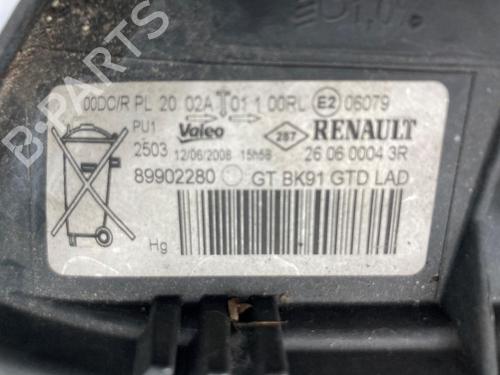 00DC/R PL 20 02A 01 1 00RL E2 06079
PU1 Valeo 287 RENAULT
2503 12/06/2008 15h58 26 06 0004 3R
89902280 GT BK91 GTD LAD
Hg
B-PARTS